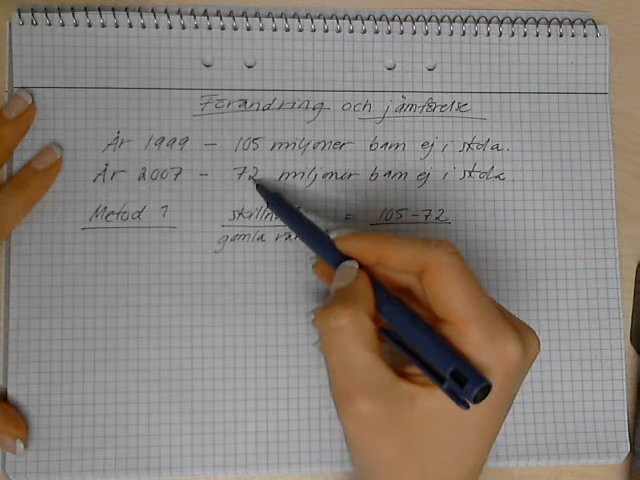 Förändring och jämförelse
År 1999 - 105 miljoner barn ej i skola.
År 2007 - 72 miljoner barn ej i skola
Metod 1
= 105-72
gamla